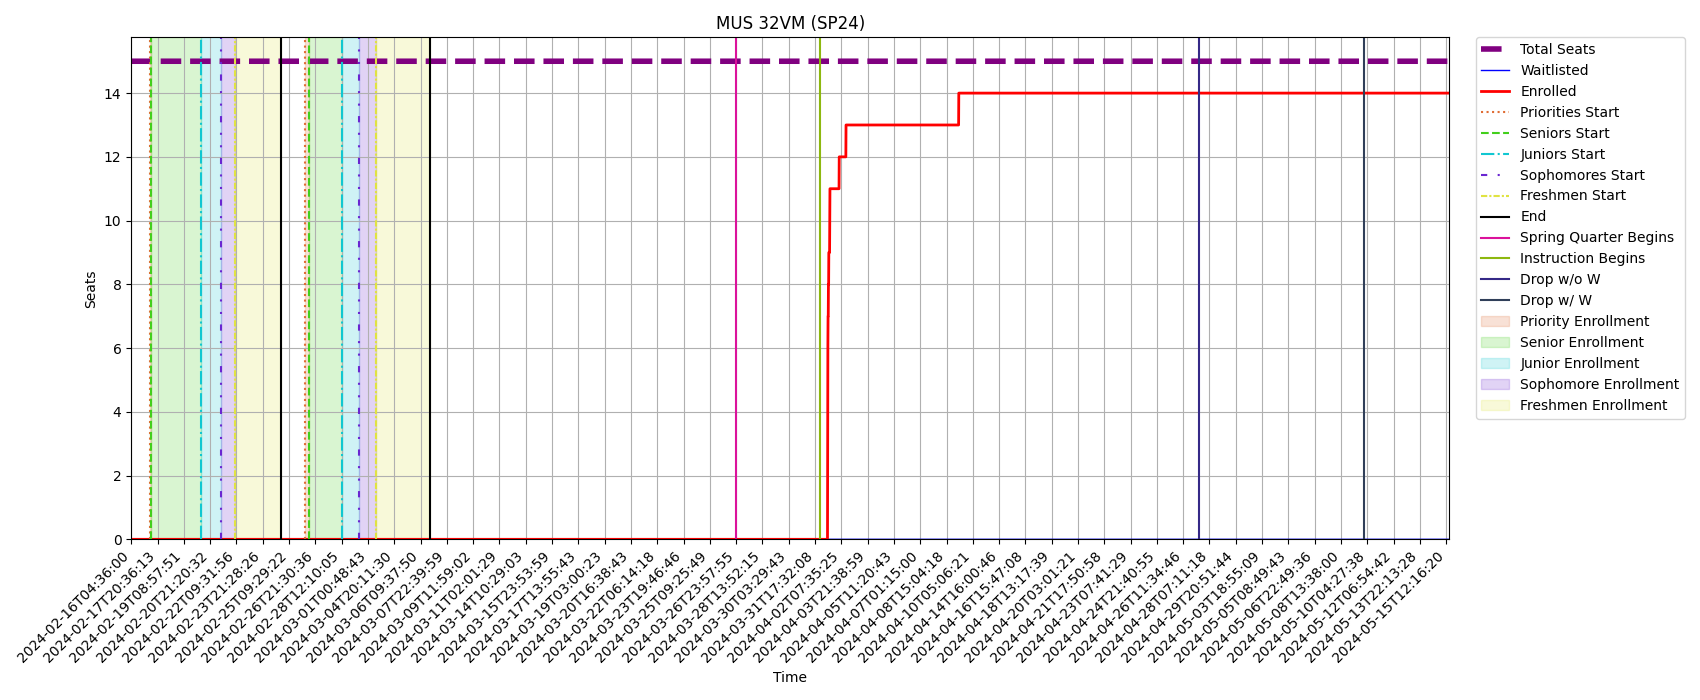 MUS 32VM (SP24)
Seats
14
12
10
8
6
4
2
0
2024-02-16T04:36:00
2024-02-17T20:36:13
2024-02-19T08:57:51
2024-02-20T21:20:32
2024-02-22T09:31:56
2024-02-23T21:28:26
2024-02-25T09:29:22
2024-02-26T21:30:36
2024-02-28T12:10:05
2024-03-01T00:48:43
2024-03-04T20:11:30
2024-03-06T09:37:50
2024-03-07T22:39:59
2024-03-09T11:59:02
2024-03-11T02:01:29
2024-03-14T10:29:03
2024-03-15T23:53:59
2024-03-17T13:55:43
2024-03-19T03:00:23
2024-03-20T16:38:43
2024-03-22T06:14:18
2024-03-23T19:46:46
2024-03-25T09:25:49
2024-03-26T23:57:55
2024-03-28T13:52:15
2024-03-30T03:29:43
2024-03-31T17:32:08
2024-04-02T07:35:25
2024-04-03T21:38:59
2024-04-05T11:20:43
2024-04-07T01:15:00
2024-04-08T15:04:18
2024-04-10T05:06:21
2024-04-14T16:00:46
2024-04-16T15:47:08
2024-04-18T13:17:39
2024-04-20T03:01:21
2024-04-21T17:50:58
2024-04-23T07:41:29
2024-04-24T21:40:55
2024-04-26T11:34:46
2024-04-28T07:11:18
2024-04-29T20:51:44
2024-05-03T18:55:09
2024-05-05T08:49:43
2024-05-06T22:49:36
2024-05-08T13:38:00
2024-05-10T04:27:38
2024-05-12T06:54:42
2024-05-13T22:13:28
2024-05-15T12:16:20
Time
Total Seats
Waitlisted
Enrolled
Priorities Start
Seniors Start
Juniors Start
Sophomores Start
Freshmen Start
End
Spring Quarter Begins
Instruction Begins
Drop w/o W
Drop w/ W
Priority Enrollment
Senior Enrollment
Junior Enrollment
Sophomore Enrollment
Freshmen Enrollment